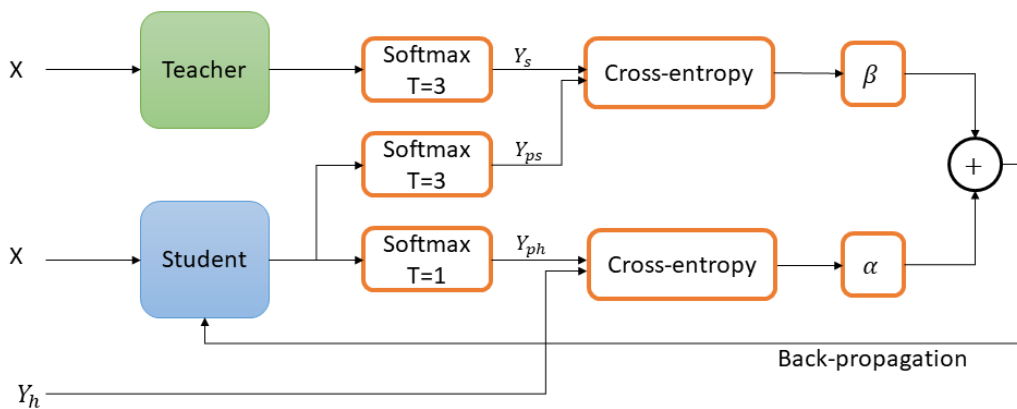 X
Teacher
Softmax
T=3
Y_s
Cross-entropy
β
Softmax
T=3
Y_ps
+
X
Student
Softmax
T=1
Y_ph
Cross-entropy
α
Back-propagation
Y_h